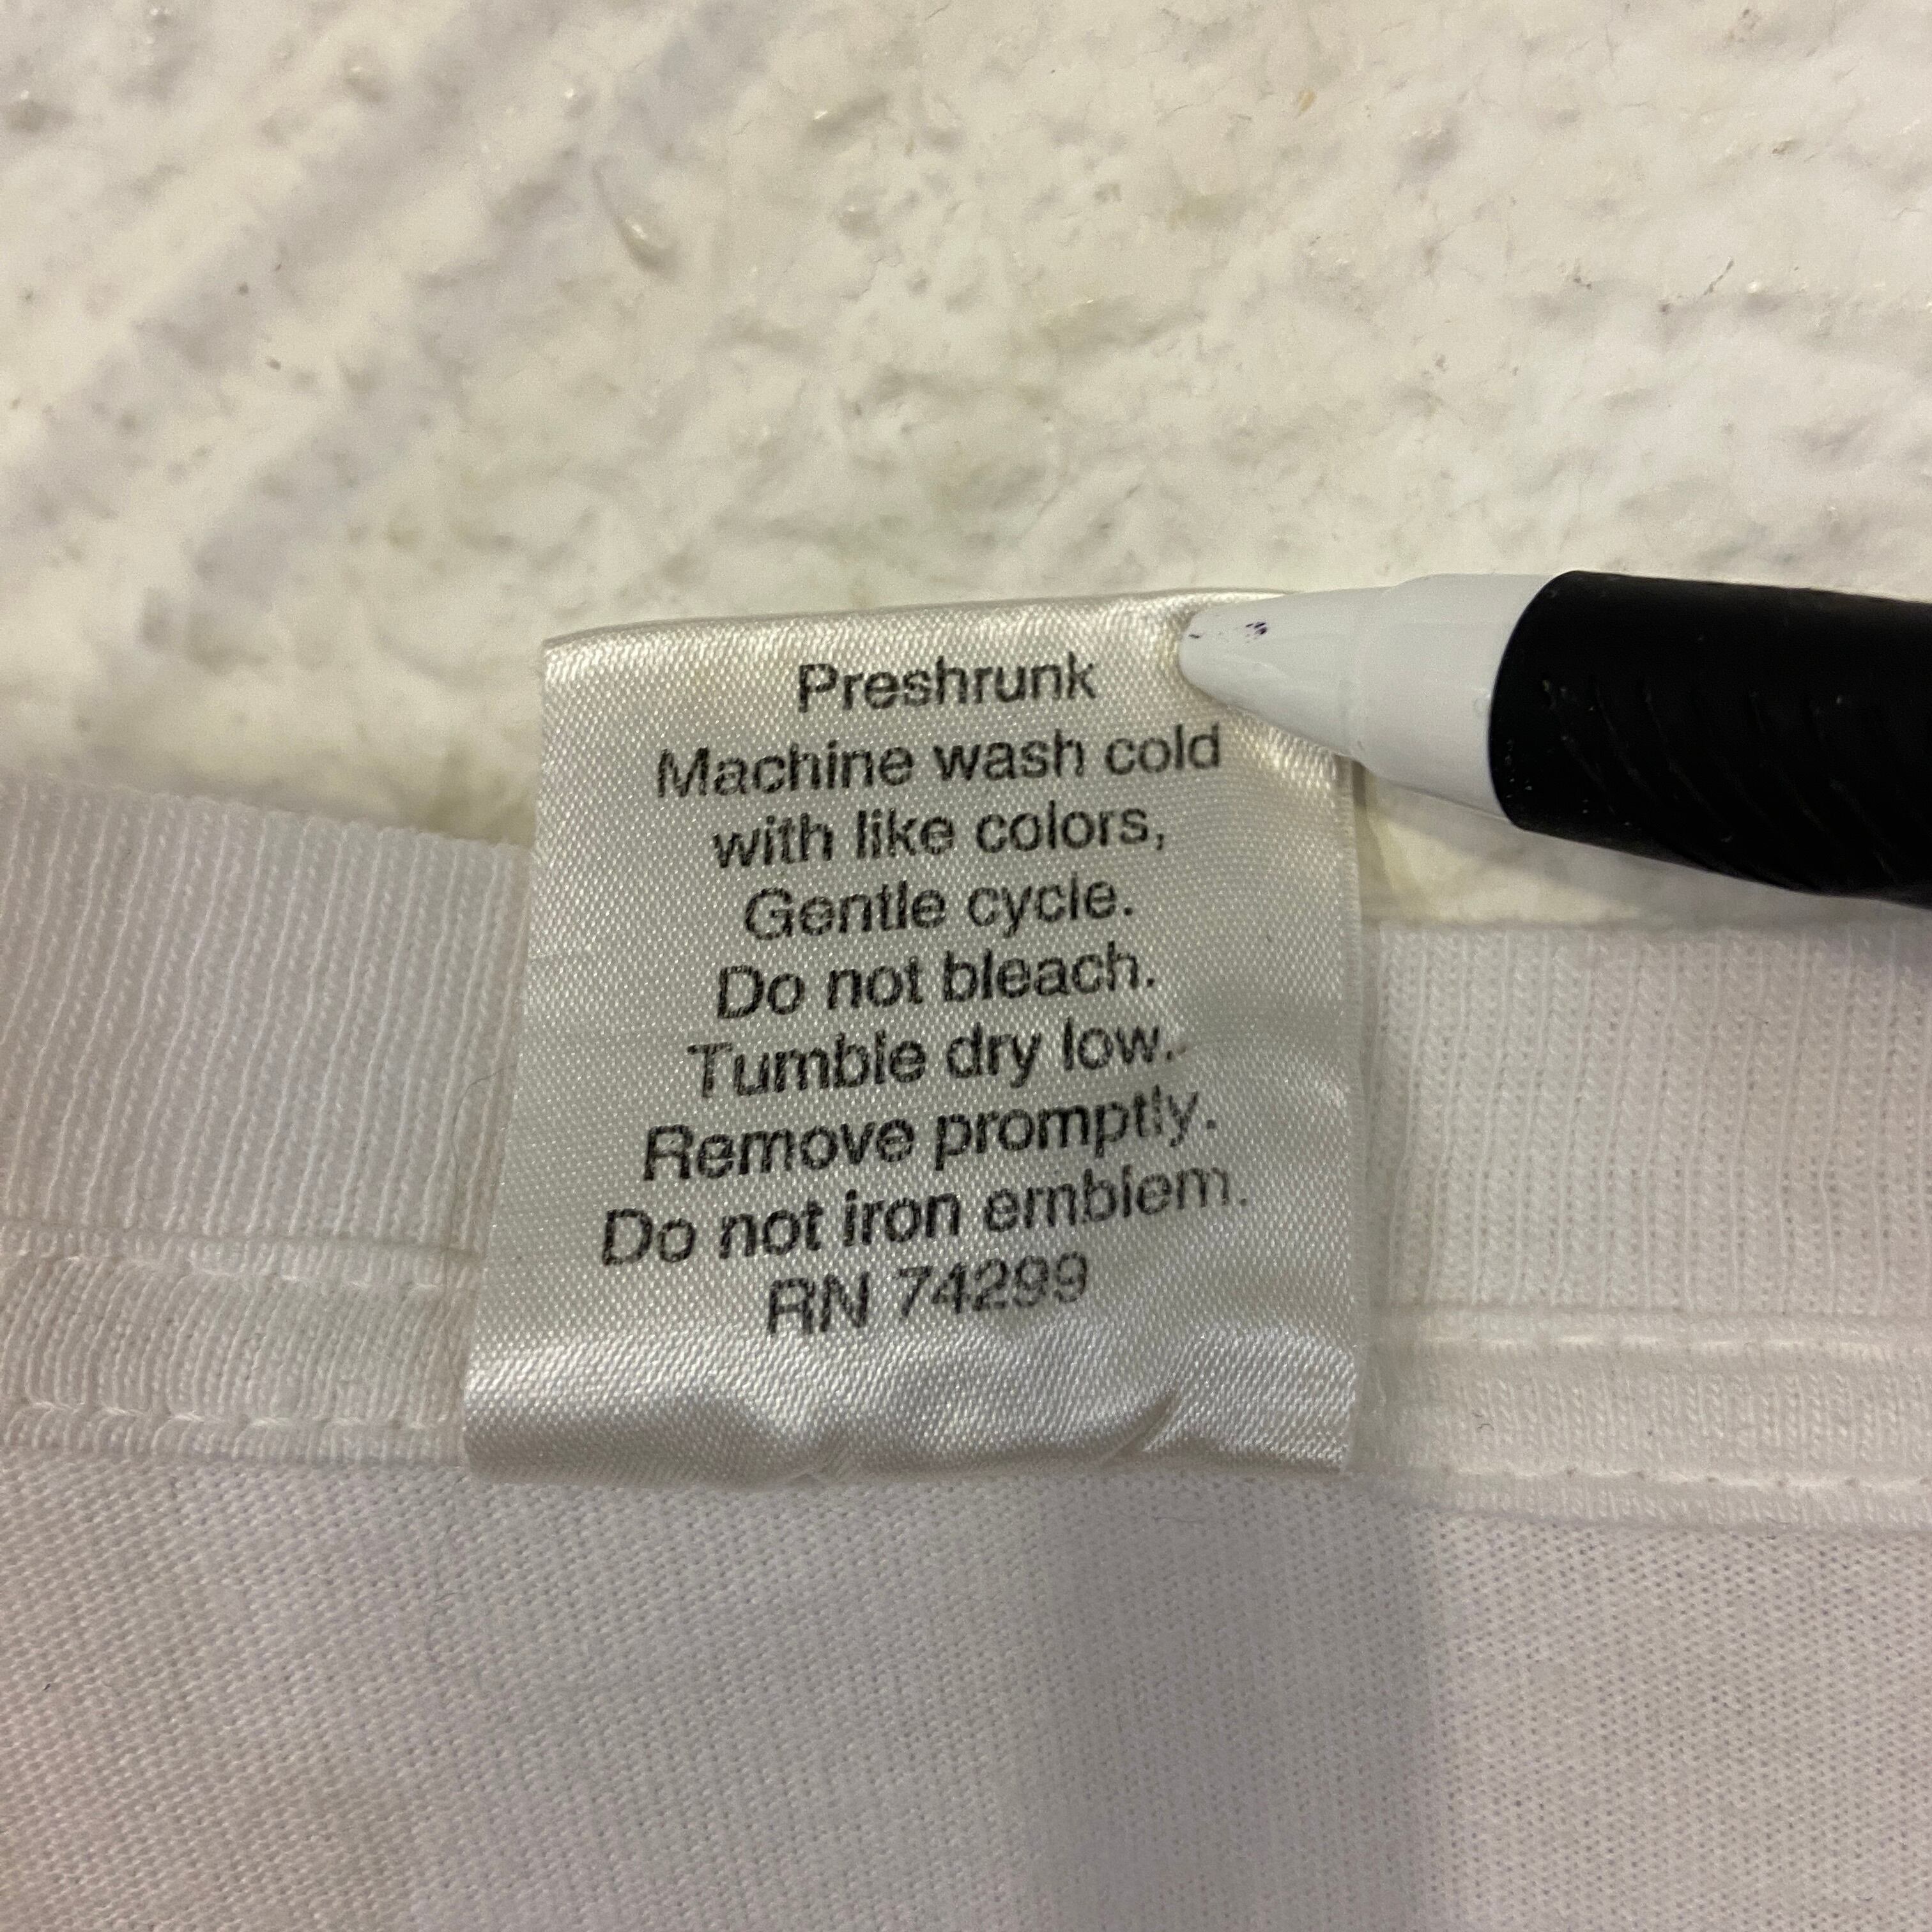 Preshrunk
Machine wash cold
with like colors,
Gentle cycle.
Do not bleach.
Tumble dry low.
Remove promptly.
Do not iron emblem.
RN 74299